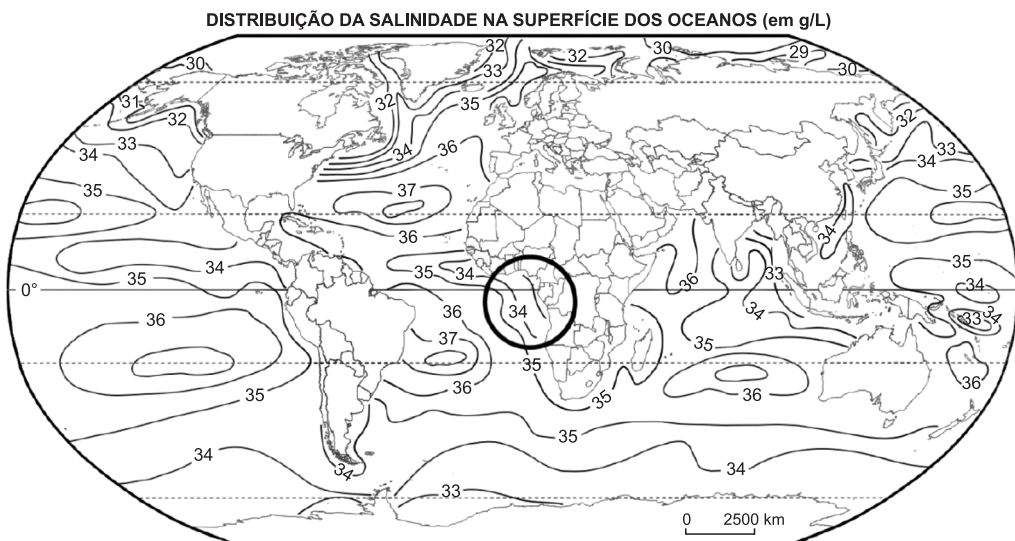 DISTRIBUIÇÃO DA SALINIDADE NA SUPERFÍCIE DOS OCEANOS (em g/L)
32 30 29
30 33 32 30
31 32 35
32 32
33 34 36 33
34 34
35 37 35
36 34
34 35 34 36 33 35
35 34
0° 36 34 34 33 34
36 37 35 35
36 35 36 35 36 36
35 35
34 34 34
33
0 2500 km